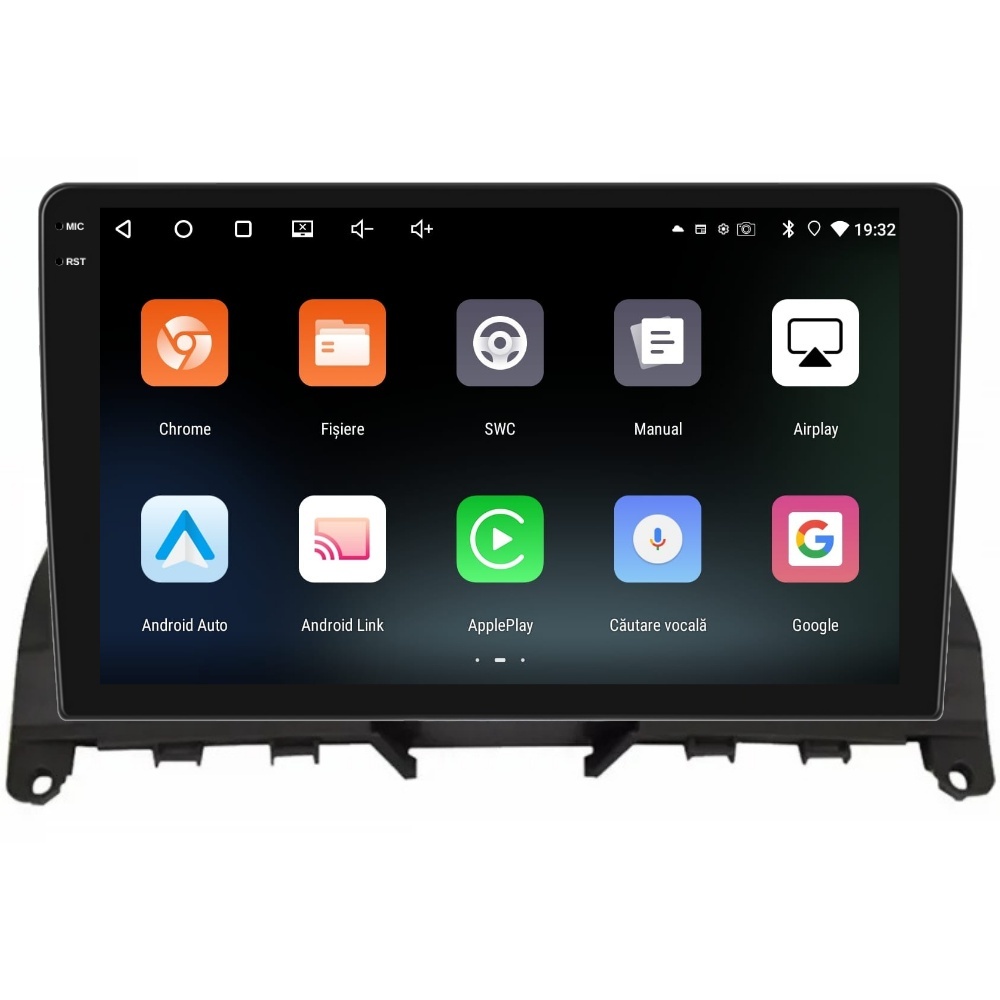 MIC
19:32
RST
Chrome
Fișiere
SWC
Manual
Airplay
Android Auto
Android Link
ApplePlay
Căutare vocală
Google